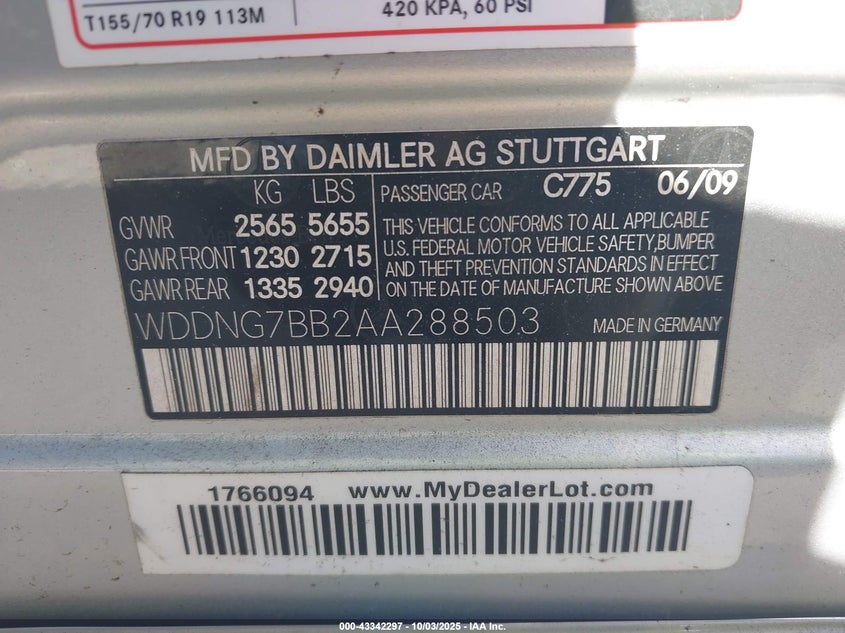 T155/70 R19 113M
420 KPA, 60 PSI
MFD BY DAIMLER AG STUTTGART
KG LBS
GVWR 2565 5655
GAWR FRONT 1230 2715
GAWR REAR 1335 2940
PASSENGER CAR C775 06/09
THIS VEHICLE CONFORMS TO ALL APPLICABLE
U.S. FEDERAL MOTOR VEHICLE SAFETY,BUMPER
AND THEFT PREVENTION STANDARDS IN EFFECT
ON THE DATE OF MANUFACTURE SHOWN ABOVE
WDDNG7BB2AA288503
MADE IN GERMANY
1766094 www.MyDealerLot.com
000-43342297 - 10/03/2025 - IAA Inc.